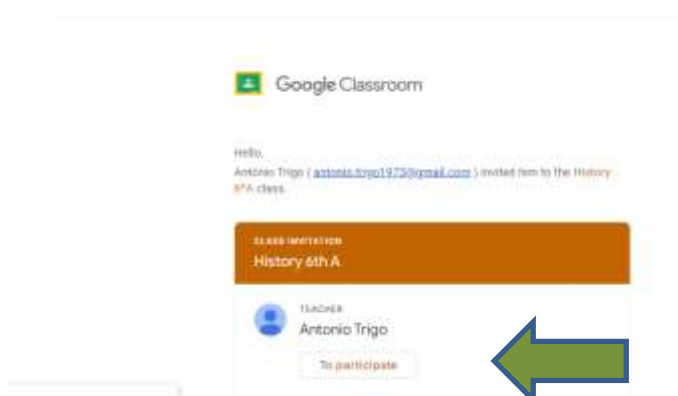 Google Classroom
Hello,
Antonio Trigo ( antonio.trigo1973@gmail.com ) invited him to the History
6°A class.
CLASS INVITATION
History 6th A
TEACHER
Antonio Trigo
To participate